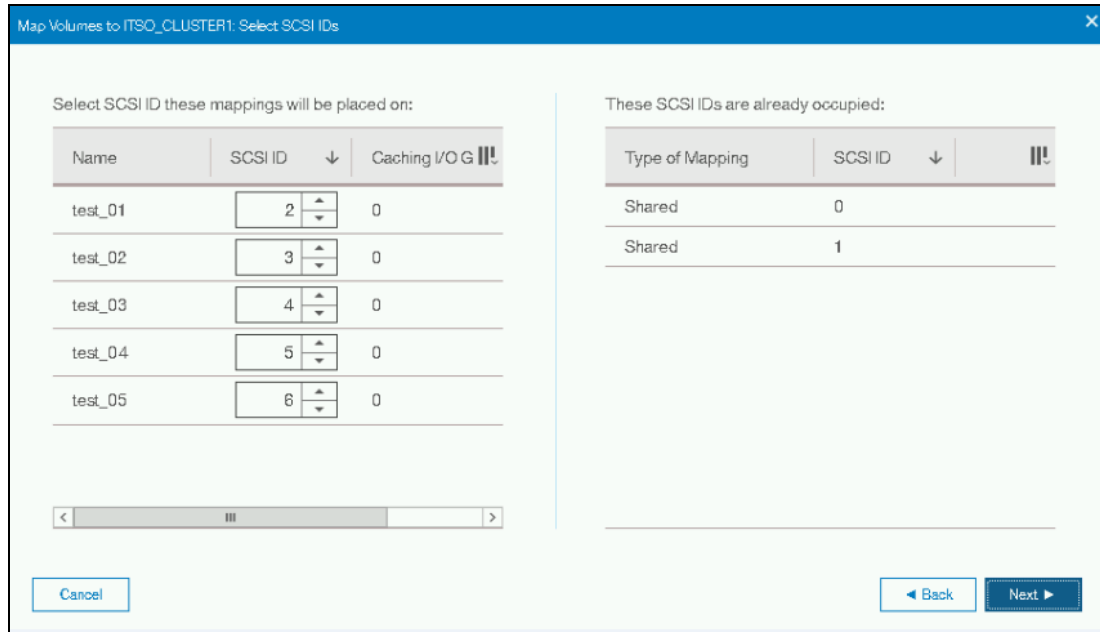 Map Volumes to ITSO_CLUSTER1: Select SCSI IDs
Select SCSI ID these mappings will be placed on:
Name SCSI ID Caching I/O G
test_01 2 0
test_02 3 0
test_03 4 0
test_04 5 0
test_05 6 0
These SCSI IDs are already occupied:
Type of Mapping SCSI ID
Shared 0
Shared 1
Cancel
Back
Next